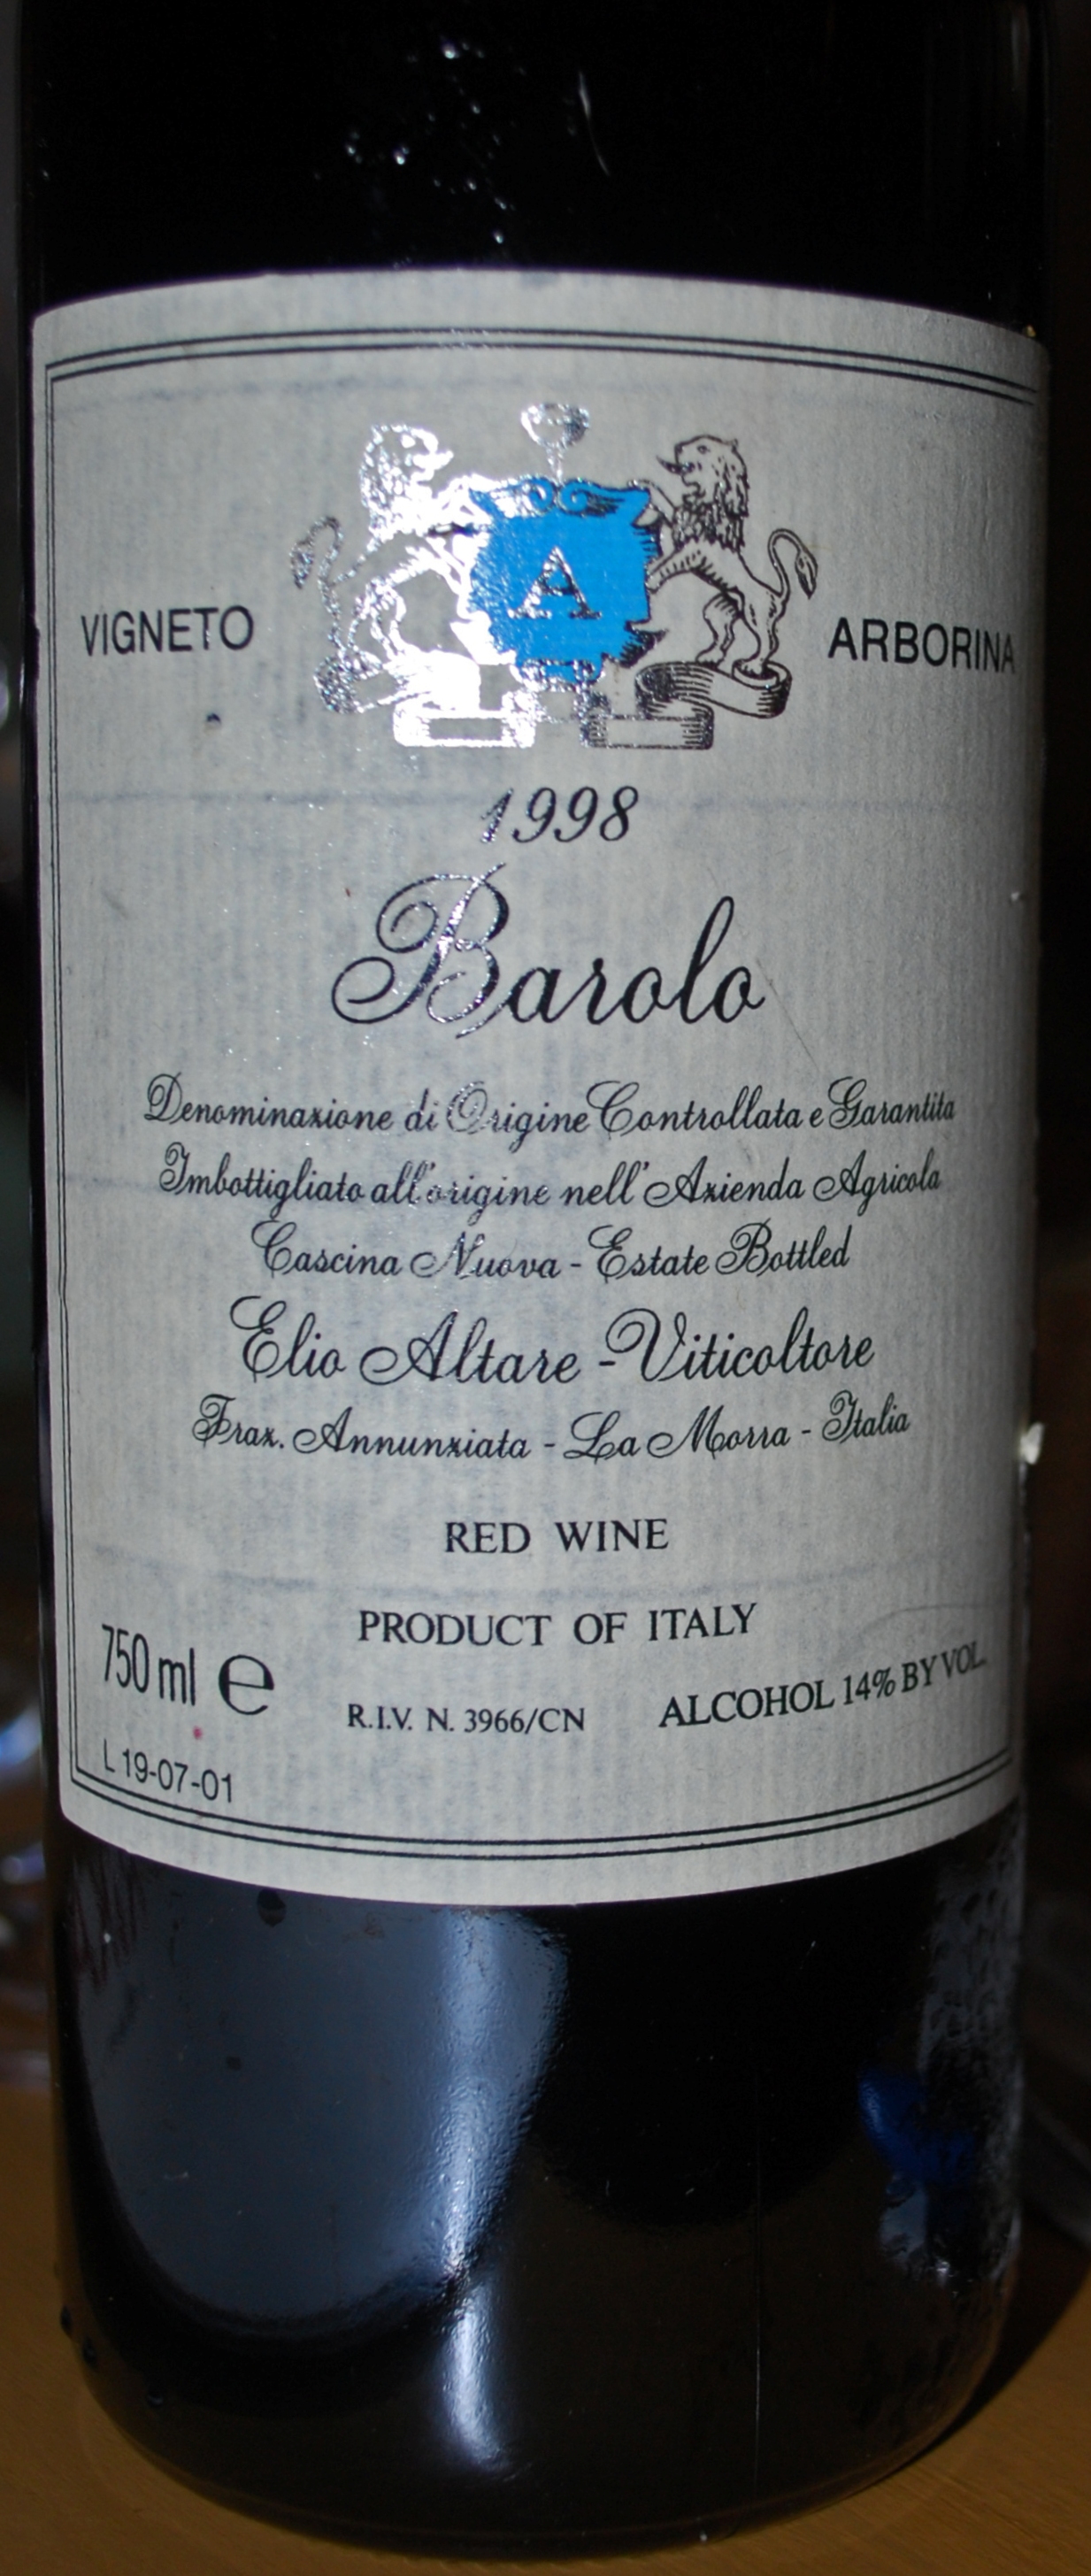 A
VIGNETO ARBORINA
1998
Barolo
Denominazione di Origine Controllata e Garantita
Imbottigliato all'origine nell'Azienda Agricola
Cascina Nuova - Estate Bottled
Elio Altare - Viticoltore
Fraz. Annunziata - La Morra - Italia
RED WINE
PRODUCT OF ITALY
750 ml e R.I.V. N. 3966/CN ALCOHOL 14% BY VOL.
L 19-07-01